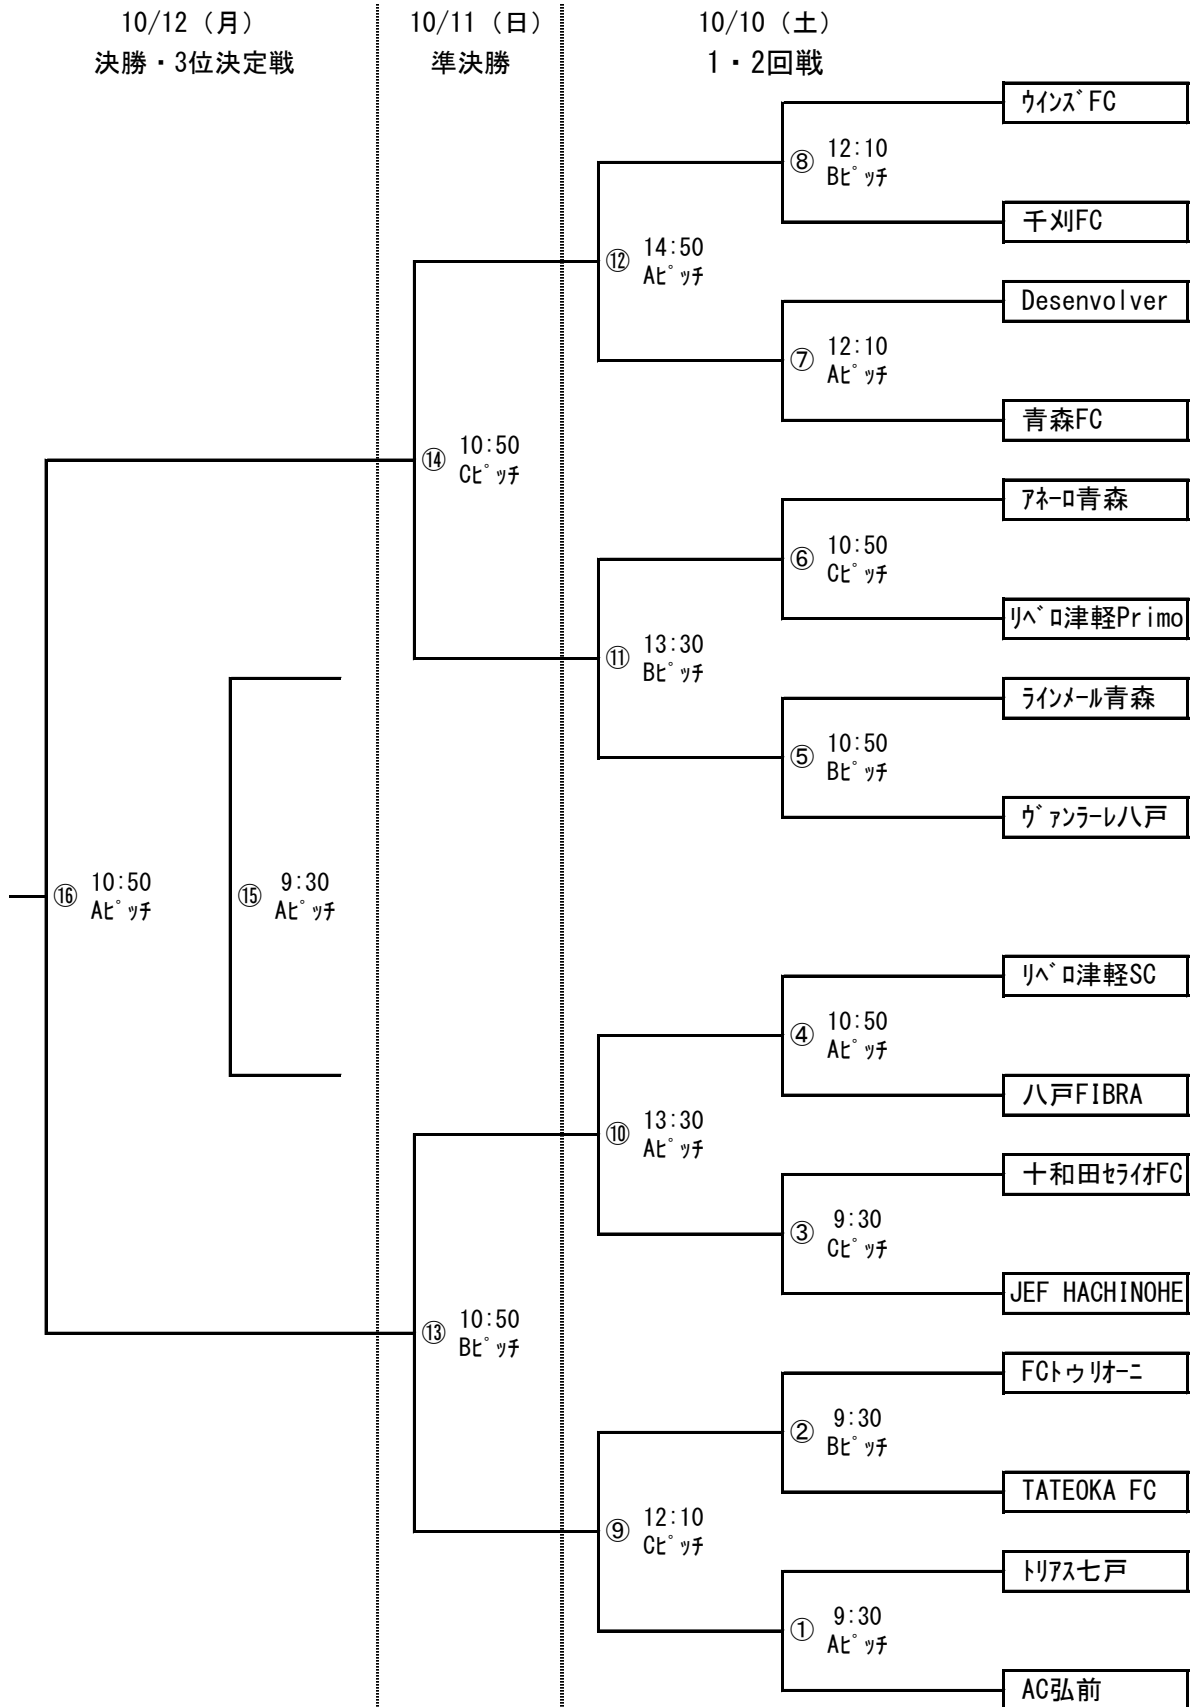 10/12（月）
決勝・3位決定戦
10/11（日）
準決勝
10/10（土）
1・2回戦
ｳｲﾝｽﾞFC
⑧ 12:10
Bﾋﾟｯﾁ
千刈FC
⑫ 14:50
Aﾋﾟｯﾁ
Desenvolver
⑦ 12:10
Aﾋﾟｯﾁ
青森FC
⑭ 10:50
Cﾋﾟｯﾁ
ｱﾈｰﾛ青森
⑥ 10:50
Cﾋﾟｯﾁ
ﾘﾍﾞﾛ津軽Primo
⑪ 13:30
Bﾋﾟｯﾁ
ﾗｲﾝﾒｰﾙ青森
⑤ 10:50
Bﾋﾟｯﾁ
ｳﾞｧﾝﾗｰﾚ八戸
⑯ 10:50
Aﾋﾟｯﾁ
⑮ 9:30
Aﾋﾟｯﾁ
ﾘﾍﾞﾛ津軽SC
④ 10:50
Aﾋﾟｯﾁ
八戸FIBRA
⑩ 13:30
Aﾋﾟｯﾁ
十和田ｾﾗｲｵFC
③ 9:30
Cﾋﾟｯﾁ
JEF HACHINOHE
⑬ 10:50
Bﾋﾟｯﾁ
FCﾄｩﾘｵｰﾆ
② 9:30
Bﾋﾟｯﾁ
TATEOKA FC
⑨ 12:10
Cﾋﾟｯﾁ
ﾄﾘｱｽ七戸
① 9:30
Aﾋﾟｯﾁ
AC弘前